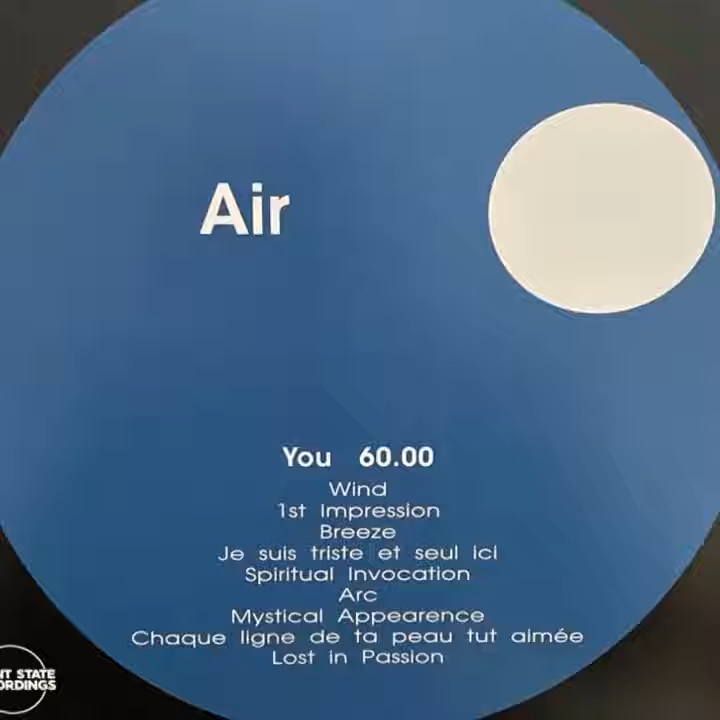 Air
You 60.00
Wind
1st Impression
Breeze
Je suis triste et seul ici
Spiritual Invocation
Arc
Mystical Appearence
Chaque ligne de ta peau tut aimée
Lost in Passion
STATE